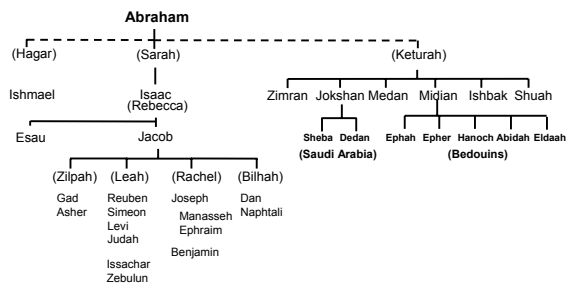 Abraham
(Hagar) (Sarah) (Keturah)
Ishmael Isaac Zimran Jokshan Medan Midian Ishbak Shuah
(Rebecca)
Esau Jacob Sheba Dedan Ephah Epher Hanoch Abidah Eldaah
(Saudi Arabia) (Bedouins)
(Zilpah) (Leah) (Rachel) (Bilhah)
Gad Reuben Joseph Dan
Asher Simeon Manasseh Naphtali
Levi Ephraim
Judah
Benjamin
Issachar
Zebulun